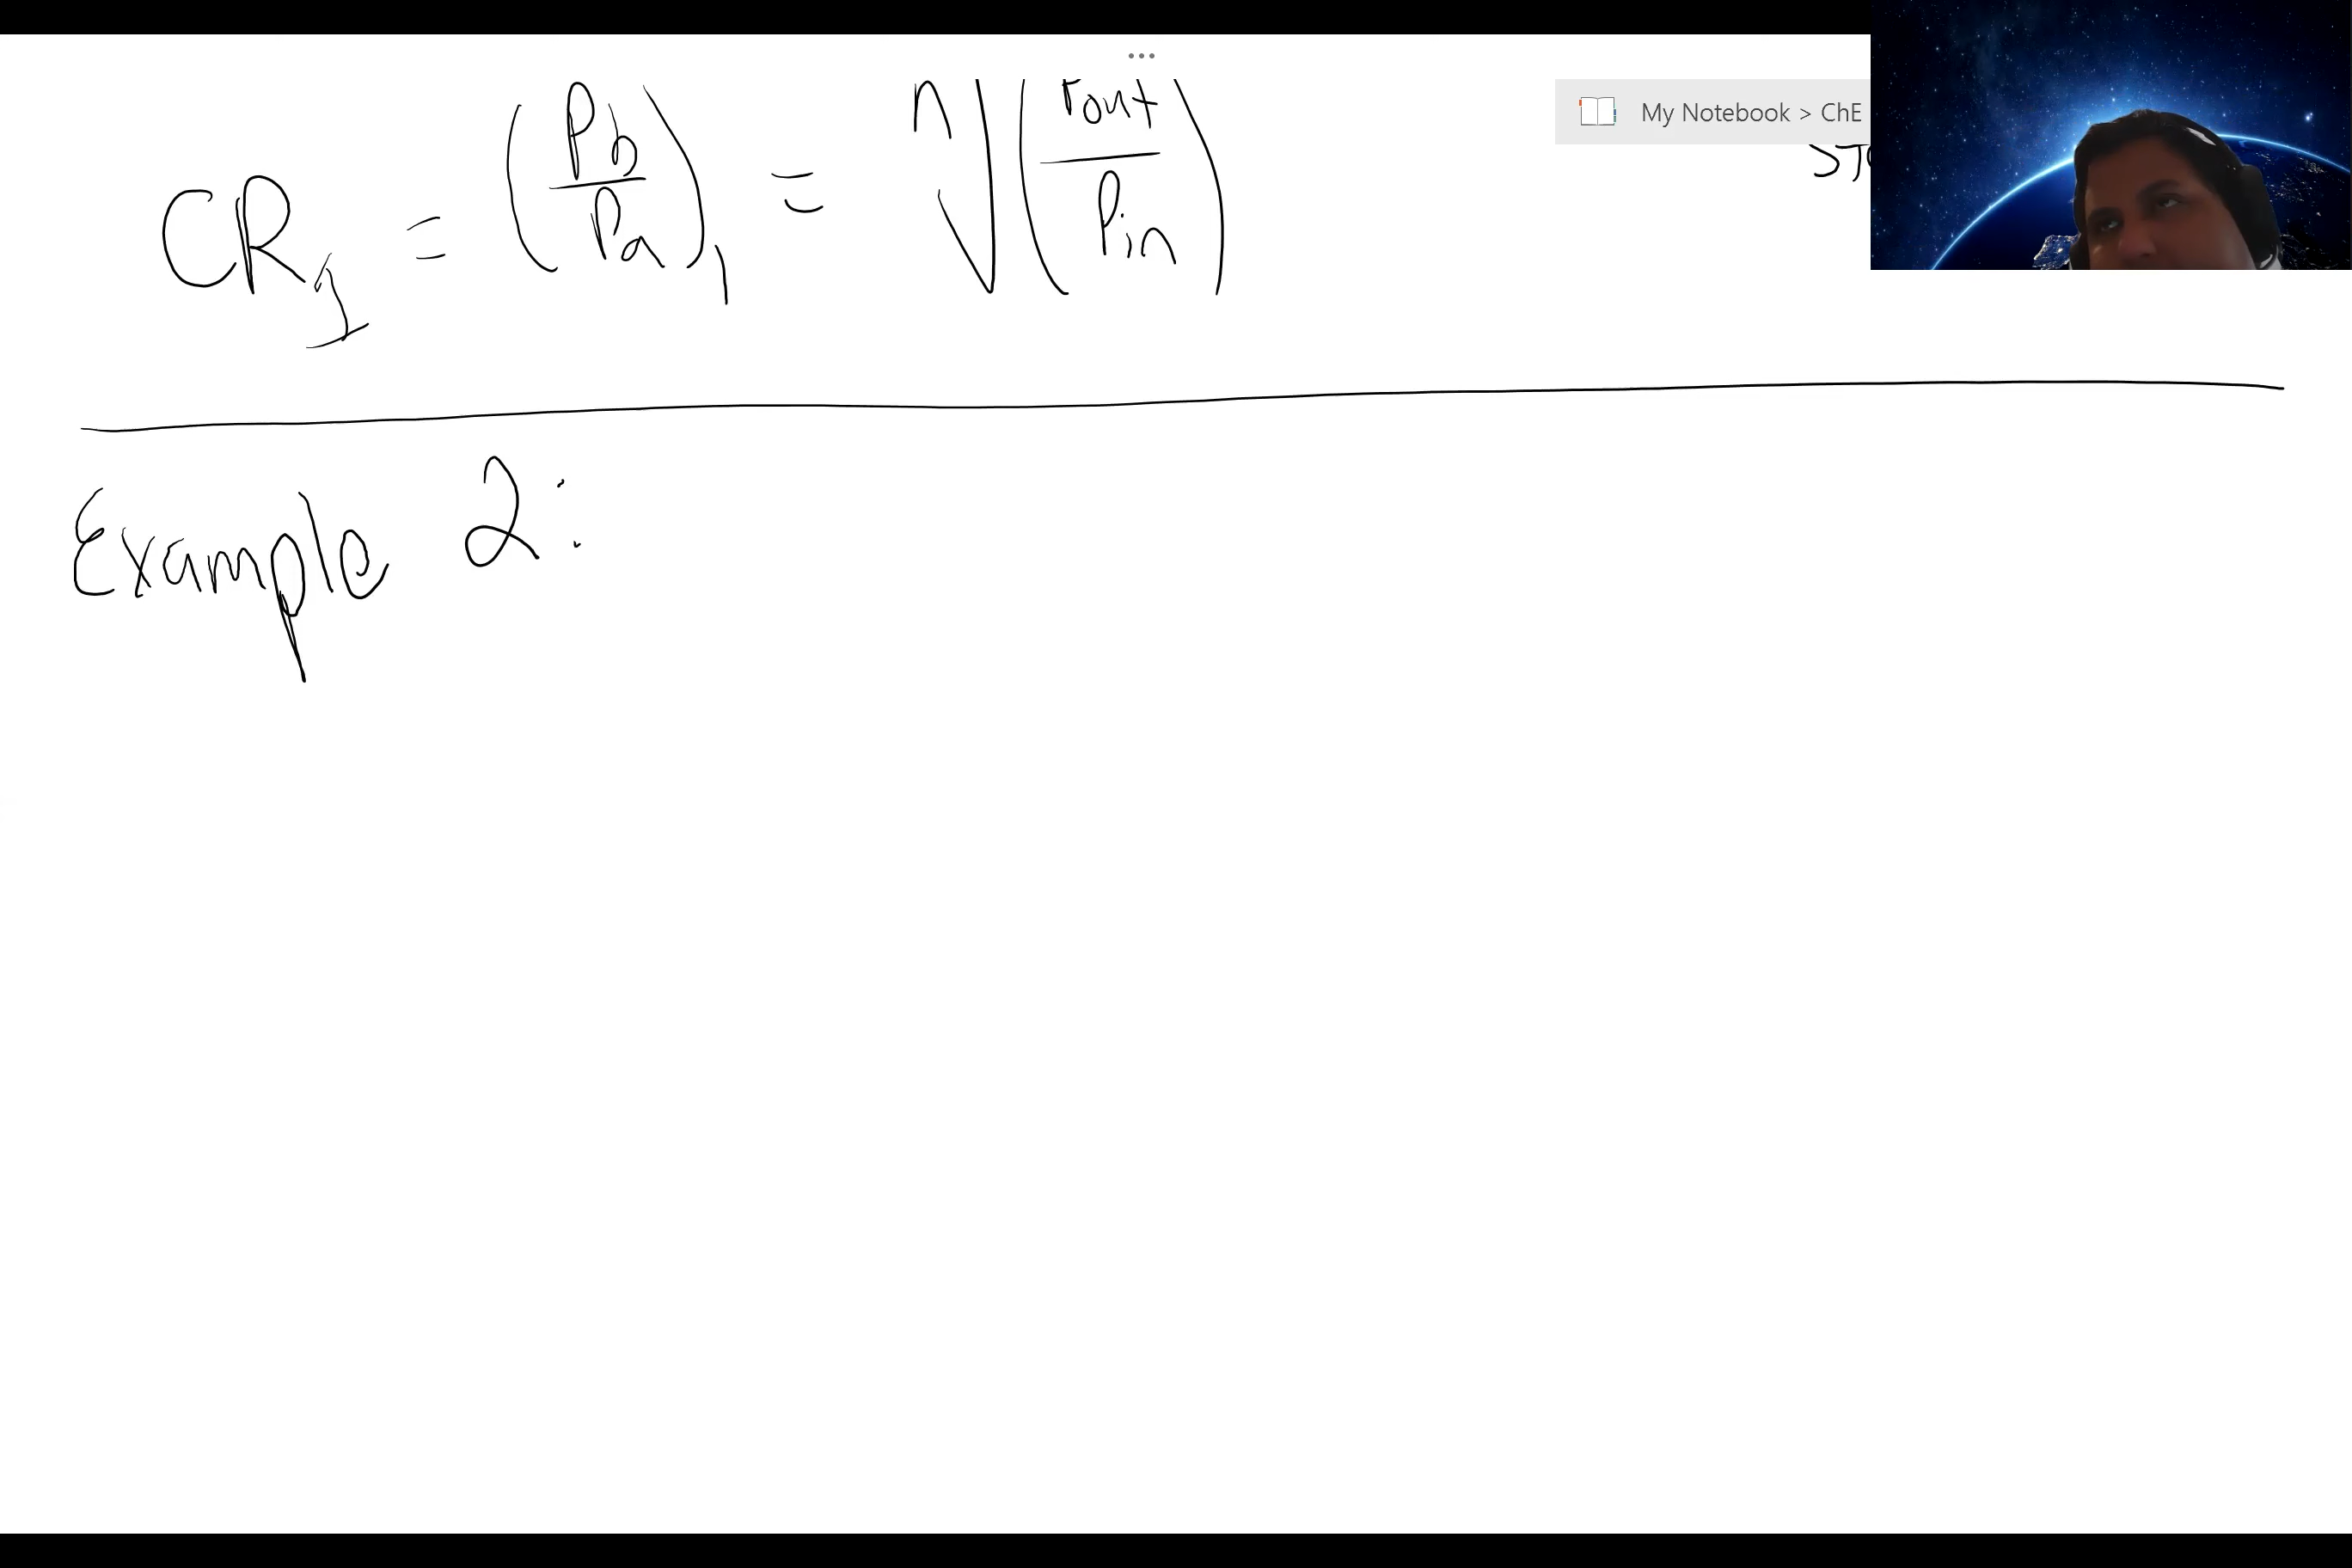 My Notebook > ChE
CR₁ = (Pb/Pa)₁ = ⁿ√(Pout/Pin)
Example 2: